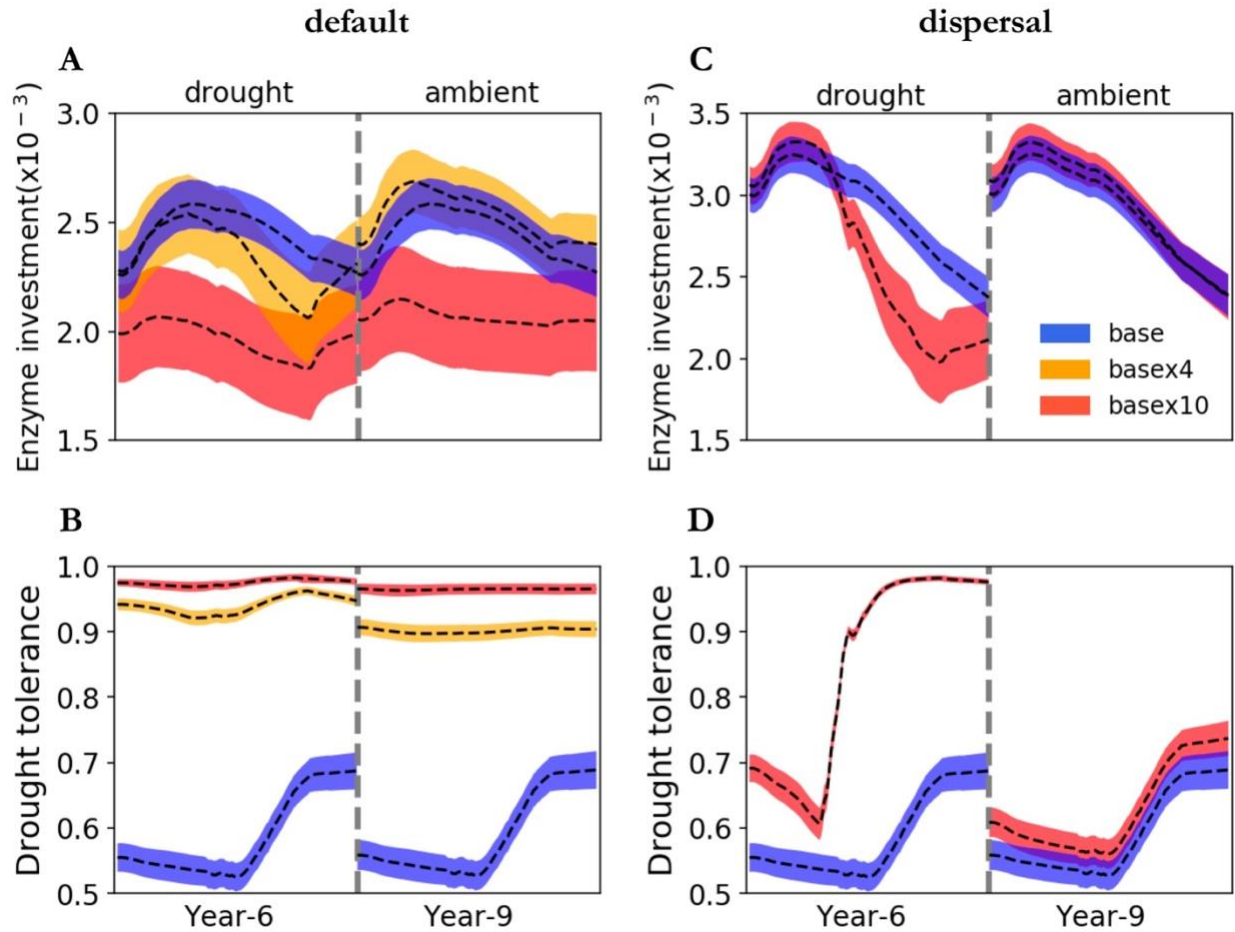 default
dispersal
A
drought
ambient
Enzyme investment(x10⁻³)
3.0
2.5
2.0
1.5
C
drought
ambient
Enzyme investment(x10⁻³)
3.5
3.0
2.5
2.0
1.5
base
basex4
basex10
B
Drought tolerance
1.0
0.9
0.8
0.7
0.6
0.5
Year-6
Year-9
D
Drought tolerance
1.0
0.9
0.8
0.7
0.6
0.5
Year-6
Year-9